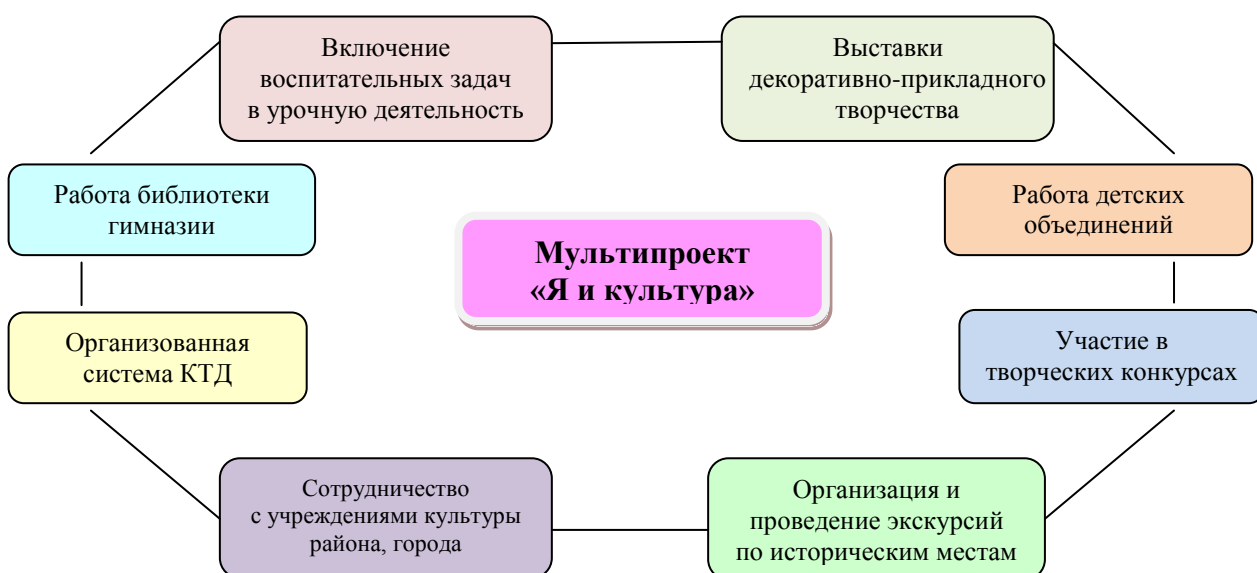 Включение
воспитательных задач
в урочную деятельность
Выставки
декоративно-прикладного
творчества
Работа библиотеки
гимназии
Работа детских
объединений
Мультипроект
«Я и культура»
Организованная
система КТД
Участие в
творческих конкурсах
Сотрудничество
с учреждениями культуры
района, города
Организация и
проведение экскурсий
по историческим местам